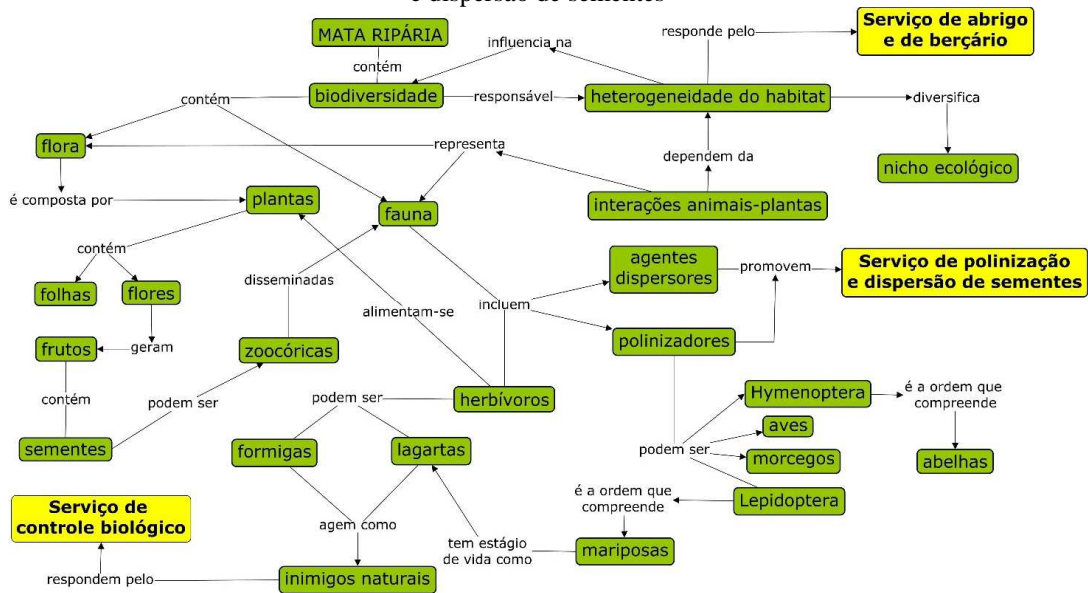 e dispersão de sementes
MATA RIPÁRIA
Serviço de abrigo
e de berçário
influencia na
responde pelo
contém
contém
biodiversidade
responsável
heterogeneidade do habitat
diversifica
flora
representa
dependem da
nicho ecológico
é composta por
plantas
fauna
interações animais-plantas
contém
agentes
dispersores
promovem
Serviço de polinização
e dispersão de sementes
folhas
flores
disseminadas
alimentam-se
incluem
frutos
geram
zoocóricas
polinizadores
contém
podem ser
podem ser
herbívoros
Hymenoptera
é a ordem que
compreende
aves
sementes
formigas
lagartas
podem ser
morcegos
abelhas
Serviço de
controle biológico
é a ordem que
compreende
Lepidoptera
agem como
tem estágio
de vida como
mariposas
respondem pelo
inimigos naturais